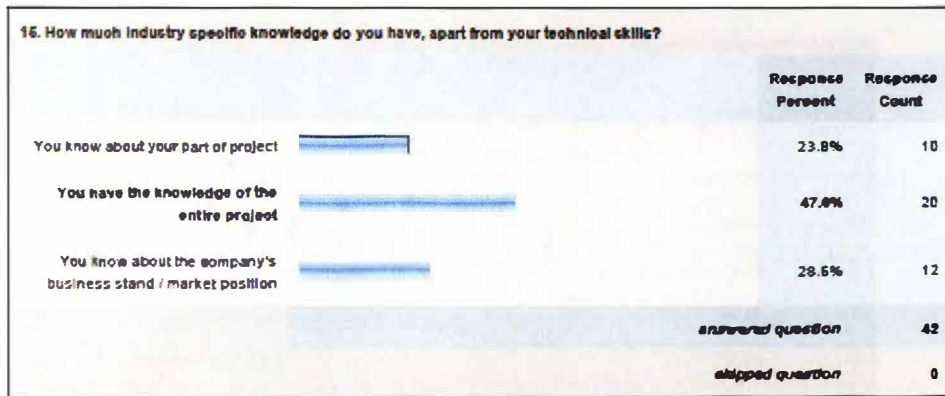 15. How much industry specific knowledge do you have, apart from your technical skills?
Response Response
Percent Count
You know about your part of project 23.8% 10
You have the knowledge of the
entire project 47.6% 20
You know about the company's
business stand / market position 28.6% 12
answered question 42
skipped question 0